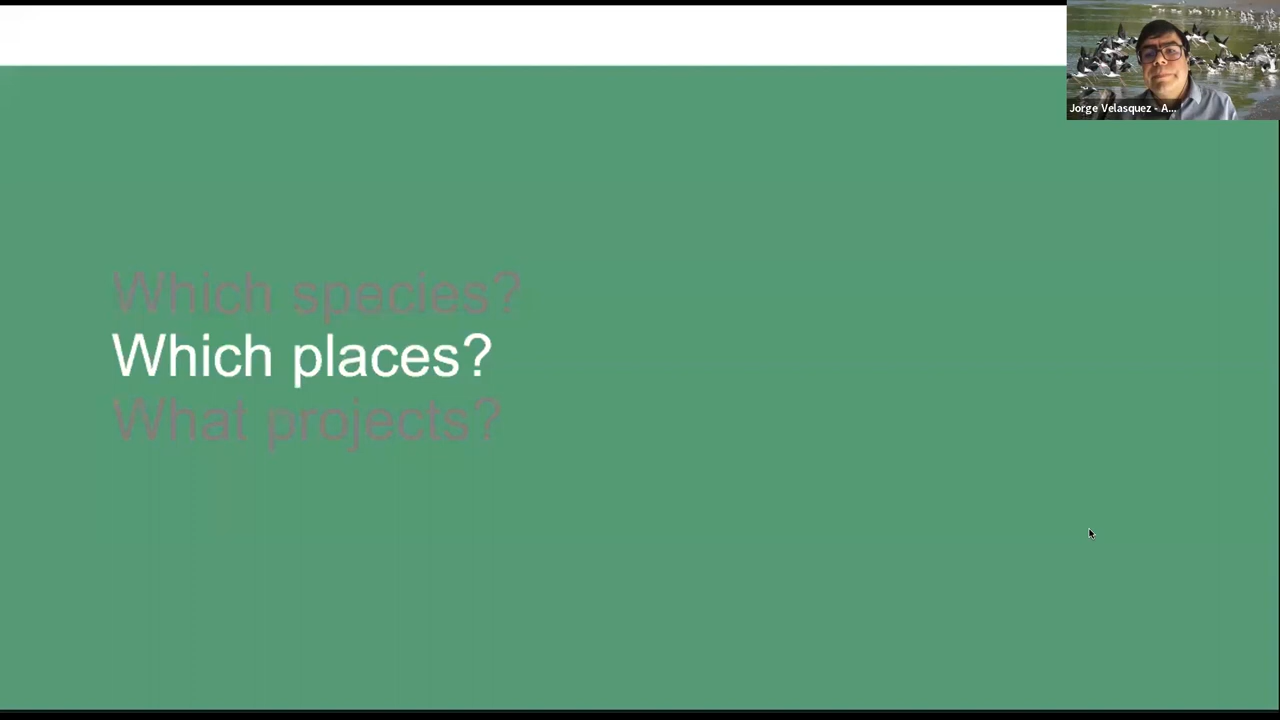 Jorge Velasquez - A...
Which species?
Which places?
What projects?